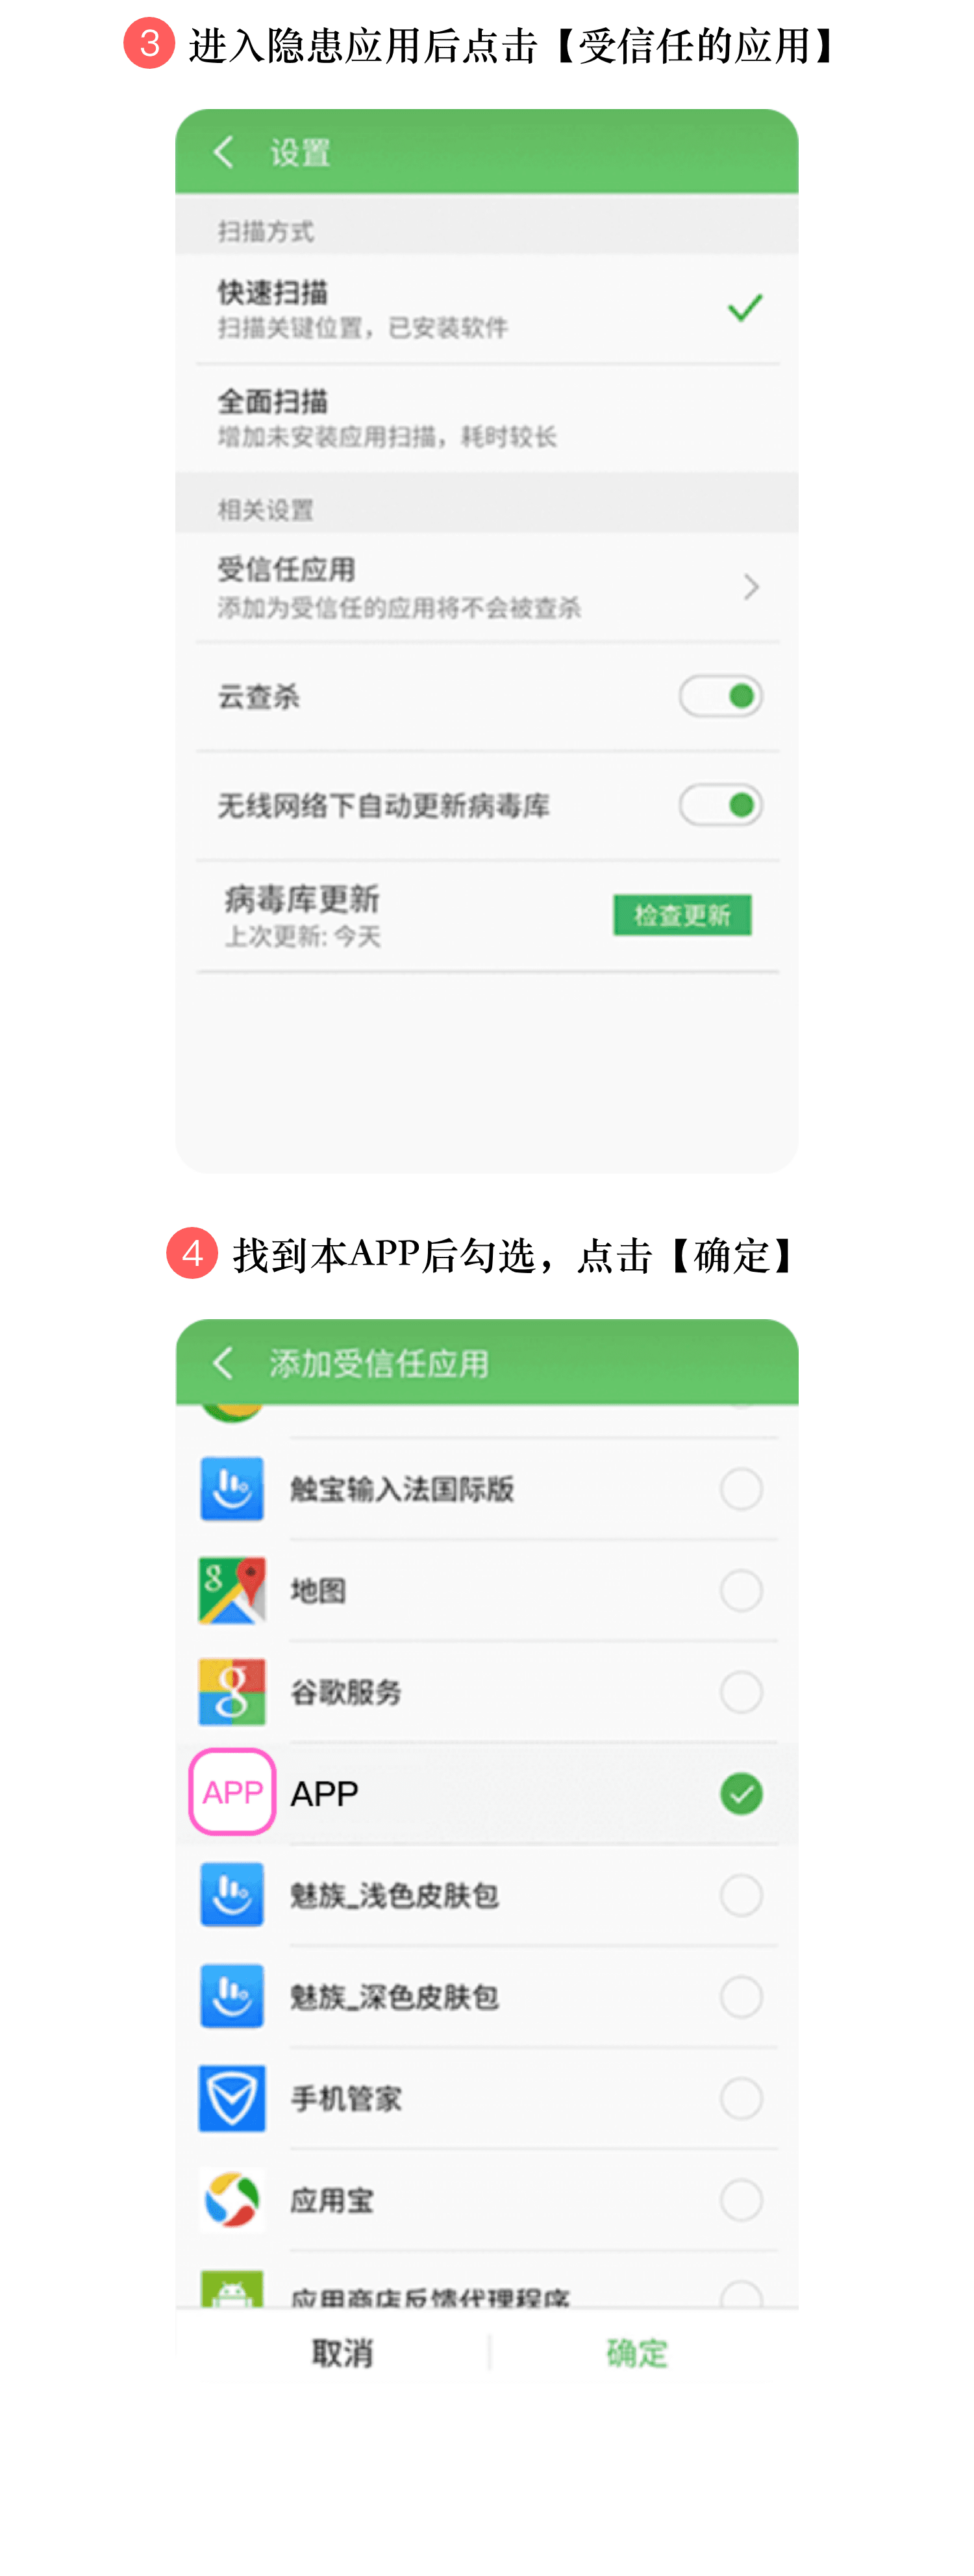 3 进入隐患应用后点击【受信任的应用】
设置
扫描方式
快速扫描
扫描关键位置，已安装软件
全面扫描
增加未安装应用扫描，耗时较长
相关设置
受信任应用
添加为受信任的应用将不会被查杀
云查杀
无线网络下自动更新病毒库
病毒库更新
上次更新: 今天
检查更新
4 找到本APP后勾选，点击【确定】
添加受信任应用
触宝输入法国际版
地图
谷歌服务
APP APP
魅族_浅色皮肤包
魅族_深色皮肤包
手机管家
应用宝
应用商店反馈代理程序
取消 确定